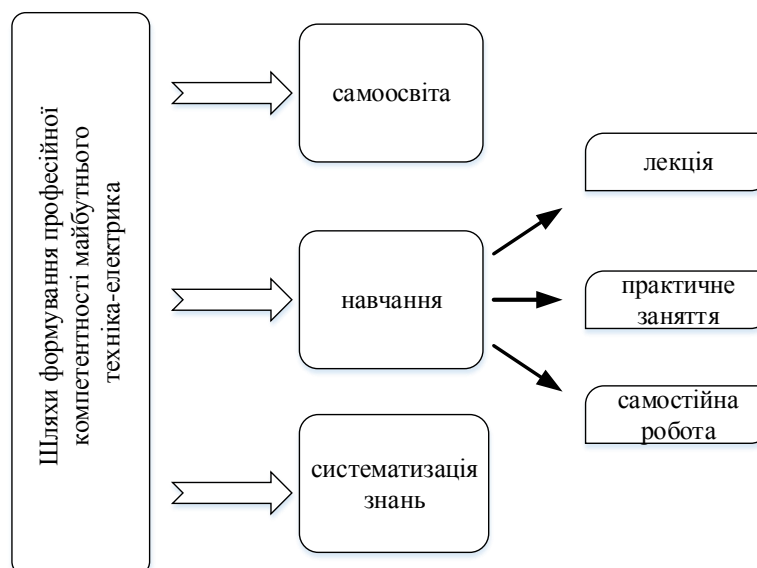 Шляхи формування професійної
компетентності майбутнього
техніка-електрика
самоосвіта
навчання
систематизація
знань
лекція
практичне
заняття
самостійна
робота